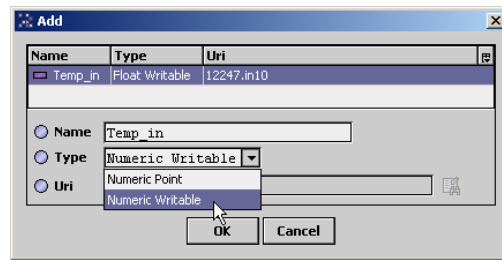 Add
Name Type Uri
Temp_in Float Writable 12247.in10
Name Temp_in
Type Numeric Writable
Numeric Point
Uri
Numeric Writable
OK Cancel